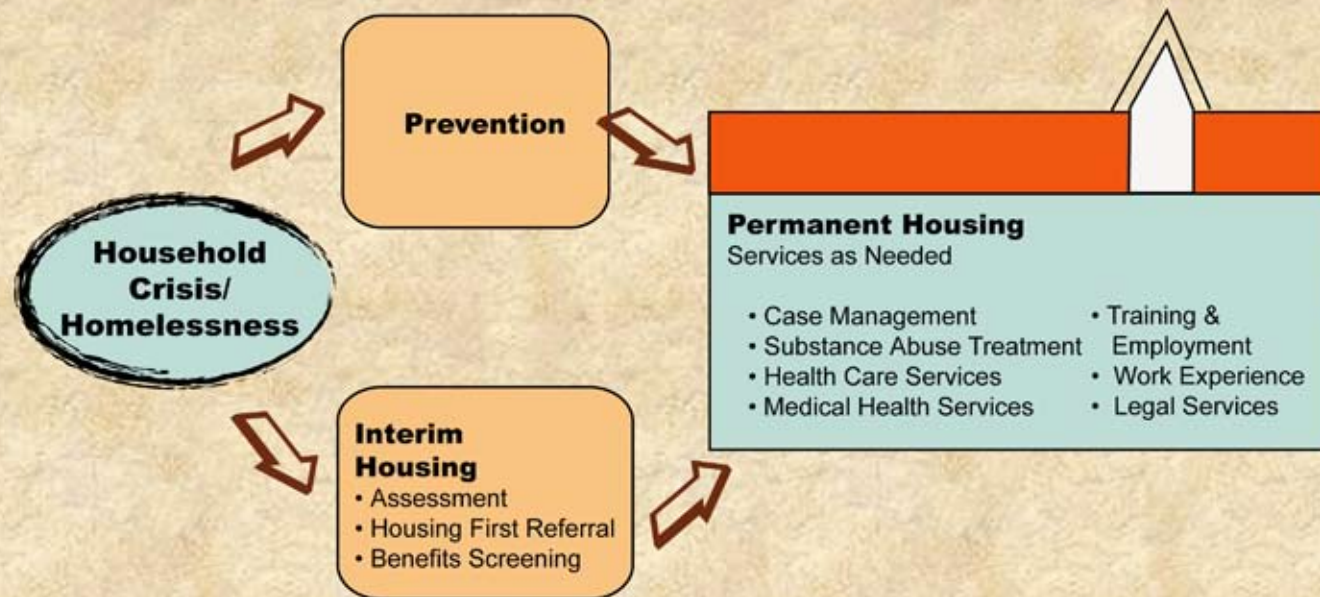 Prevention
Household
Crisis/
Homelessness
Interim
Housing
• Assessment
• Housing First Referral
• Benefits Screening
Permanent Housing
Services as Needed
• Case Management
• Substance Abuse Treatment
• Health Care Services
• Medical Health Services
• Training &
Employment
• Work Experience
• Legal Services